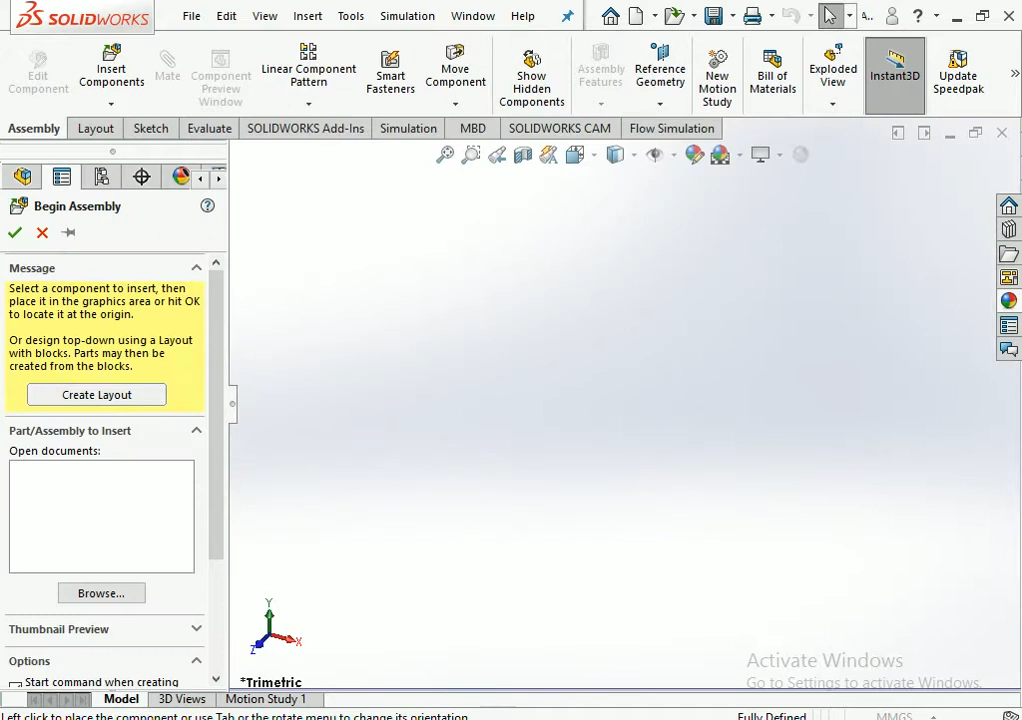 SOLIDWORKS File Edit View Insert Tools Simulation Window Help A.. ?
Edit Component
Insert Components
Mate
Component Preview Window
Linear Component Pattern
Smart Fasteners
Move Component
Show Hidden Components
Assembly Features
Reference Geometry
New Motion Study
Bill of Materials
Exploded View
Instant3D
Update Speedpak
»
Assembly Layout Sketch Evaluate SOLIDWORKS Add-Ins Simulation MBD SOLIDWORKS CAM Flow Simulation
Begin Assembly ?
Message
Select a component to insert, then
place it in the graphics area or hit OK
to locate it at the origin.
Or design top-down using a Layout
with blocks. Parts may then be
created from the blocks.
Create Layout
Part/Assembly to Insert
Open documents:
Browse...
Thumbnail Preview
Options
Start command when creating
Y
X
Z
*Trimetric
Activate Windows
Go to Settings to activate Windows.
Model 3D Views Motion Study 1
Left click to place the component or use Tab or the rotate menu to change its orientation Fully Defined MMGS